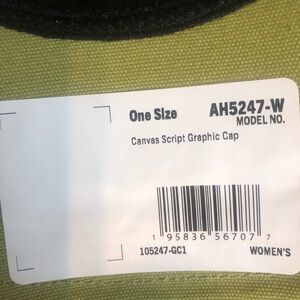 One Size
AH5247-W
MODEL NO.
Canvas Script Graphic Cap
1 95836 56707 7
105247-GC1
WOMEN'S